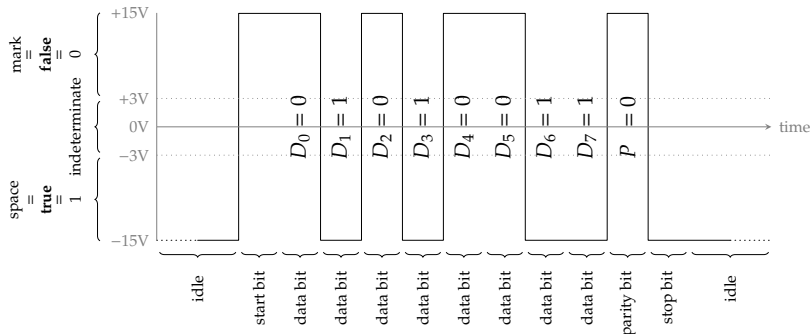 +15V
+3V
0V
−3V
−15V
mark
=
false
=
0
indeterminate
space
=
true
=
1
D0 = 0
D1 = 1
D2 = 0
D3 = 1
D4 = 0
D5 = 0
D6 = 1
D7 = 1
P = 0
time
idle
start bit
data bit
data bit
data bit
data bit
data bit
data bit
data bit
data bit
parity bit
stop bit
idle